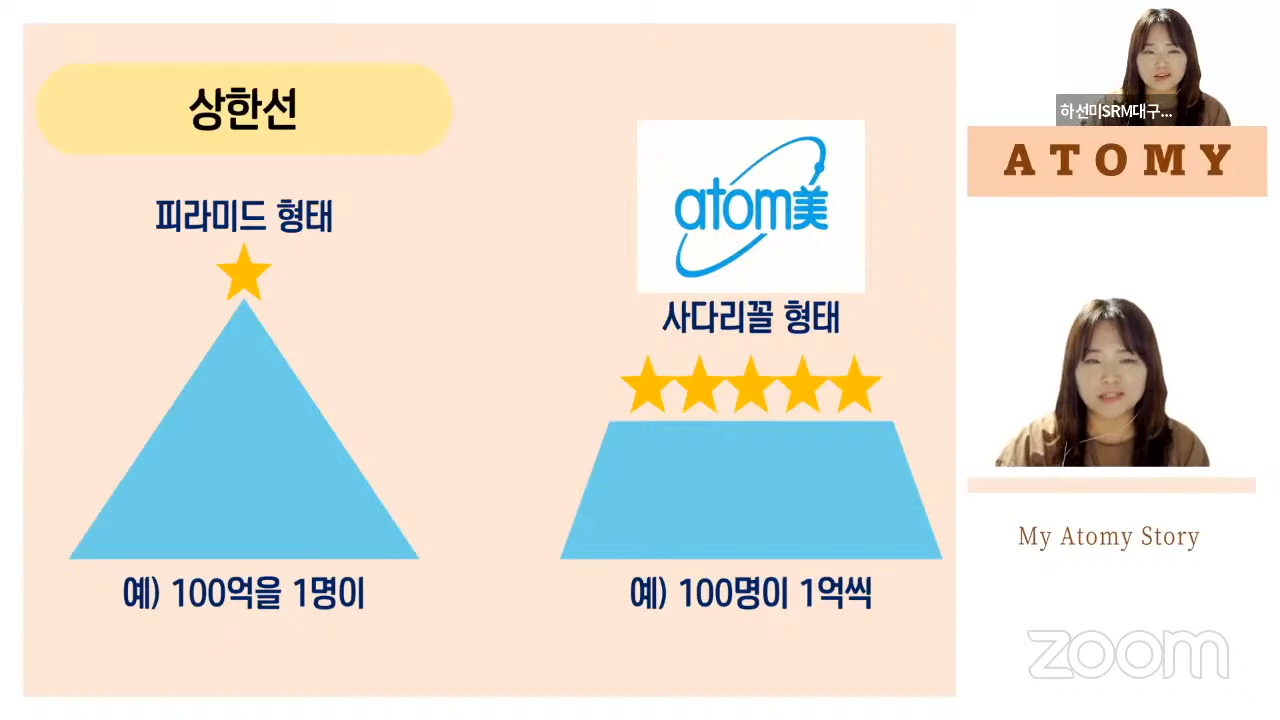 상한선
피라미드 형태
예) 100억을 1명이
atom美
사다리꼴 형태
예) 100명이 1억씩
하선미SRM대구...
ATOMY
My Atomy Story
zoom